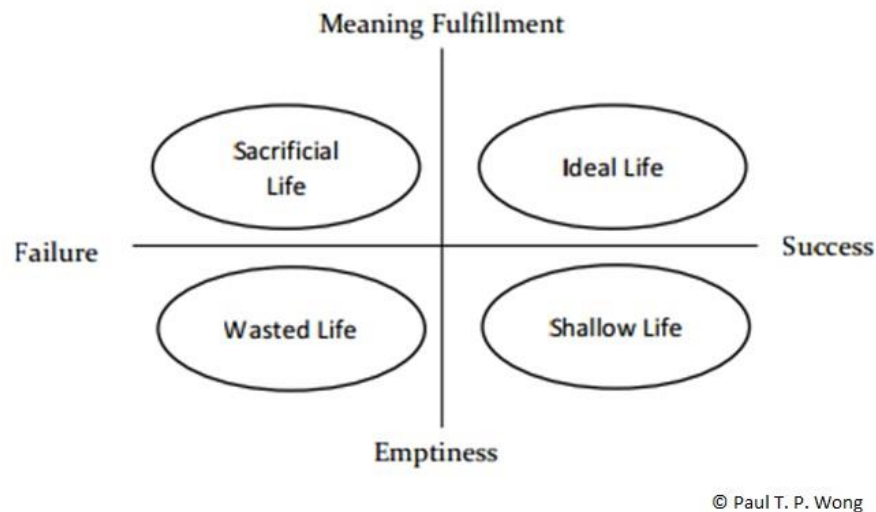 Meaning Fulfillment
Sacrificial
Life
Ideal Life
Failure
Success
Wasted Life
Shallow Life
Emptiness
© Paul T. P. Wong